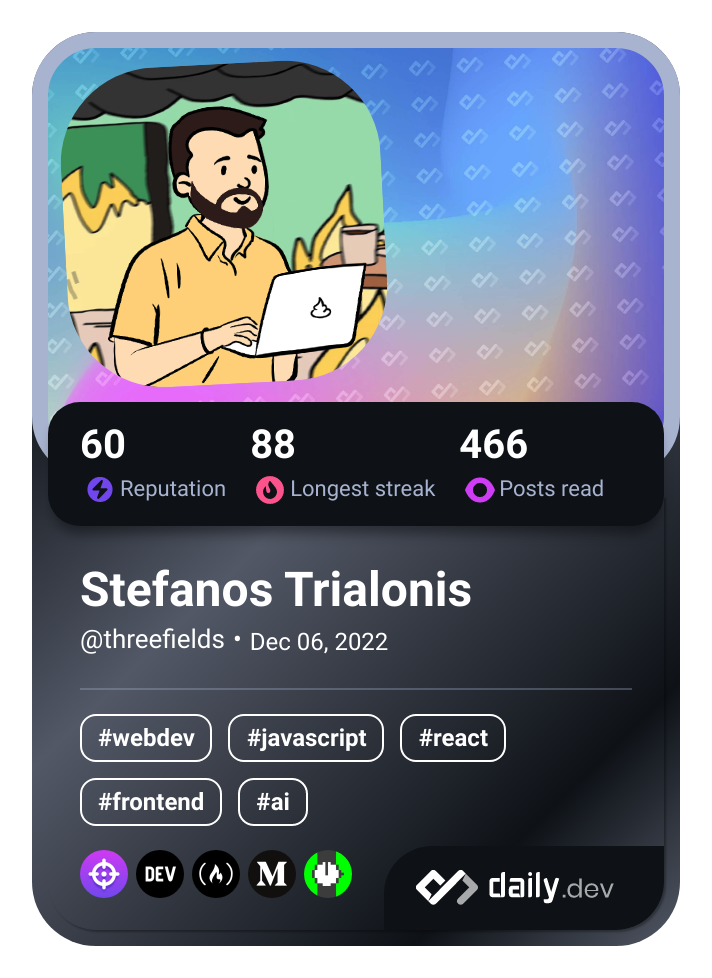 60 88 466
Reputation Longest streak Posts read
Stefanos Trialonis
@threefields • Dec 06, 2022
#webdev #javascript #react
#frontend #ai
DEV M
daily.dev